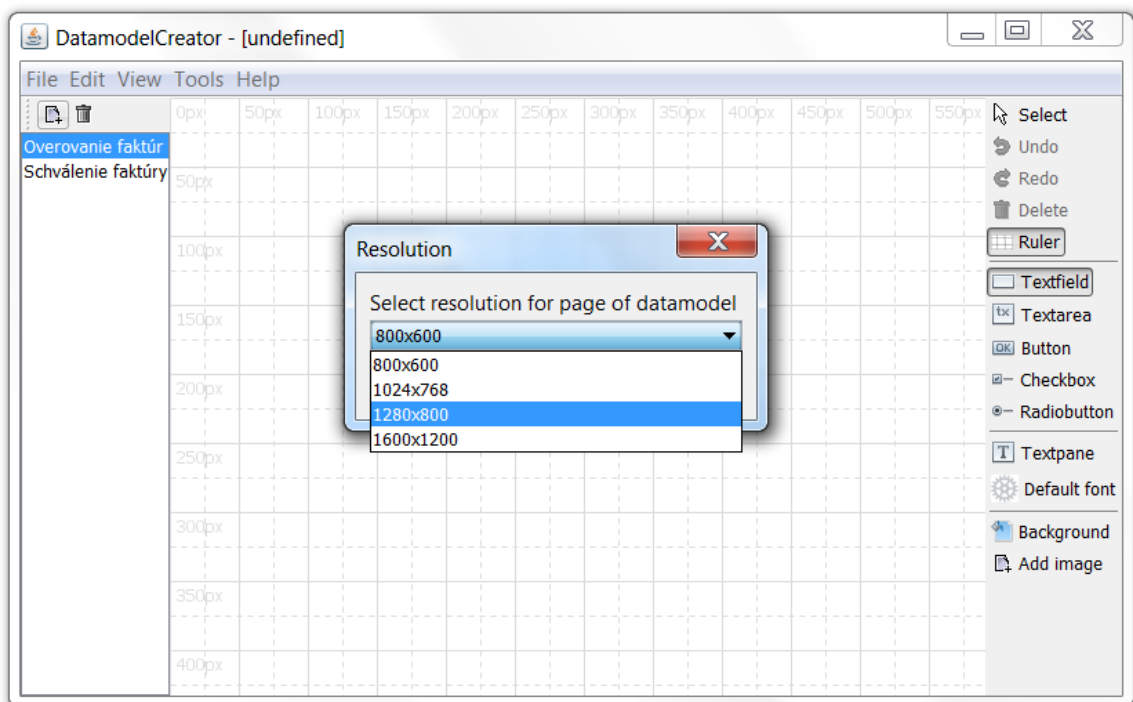 DatamodelCreator - [undefined]
File Edit View Tools Help
0px 50px 100px 150px 200px 250px 300px 350px 400px 450px 500px 550px
Overovanie faktúr
Schválenie faktúry
50px
100px
150px
200px
250px
300px
350px
400px
Resolution
Select resolution for page of datamodel
800x600
800x600
1024x768
1280x800
1600x1200
Select
Undo
Redo
Delete
Ruler
Textfield
tx Textarea
OK Button
Checkbox
Radiobutton
T Textpane
Default font
Background
Add image